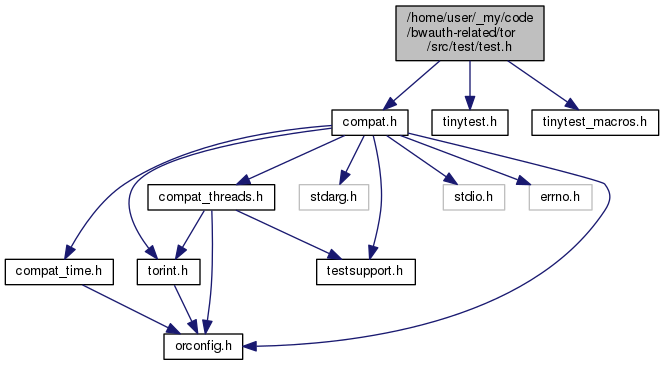 /home/user/_my/code
/bwauth-related/tor
/src/test/test.h
compat.h
tinytest.h
tinytest_macros.h
compat_threads.h
stdarg.h
stdio.h
errno.h
compat_time.h
torint.h
testsupport.h
orconfig.h